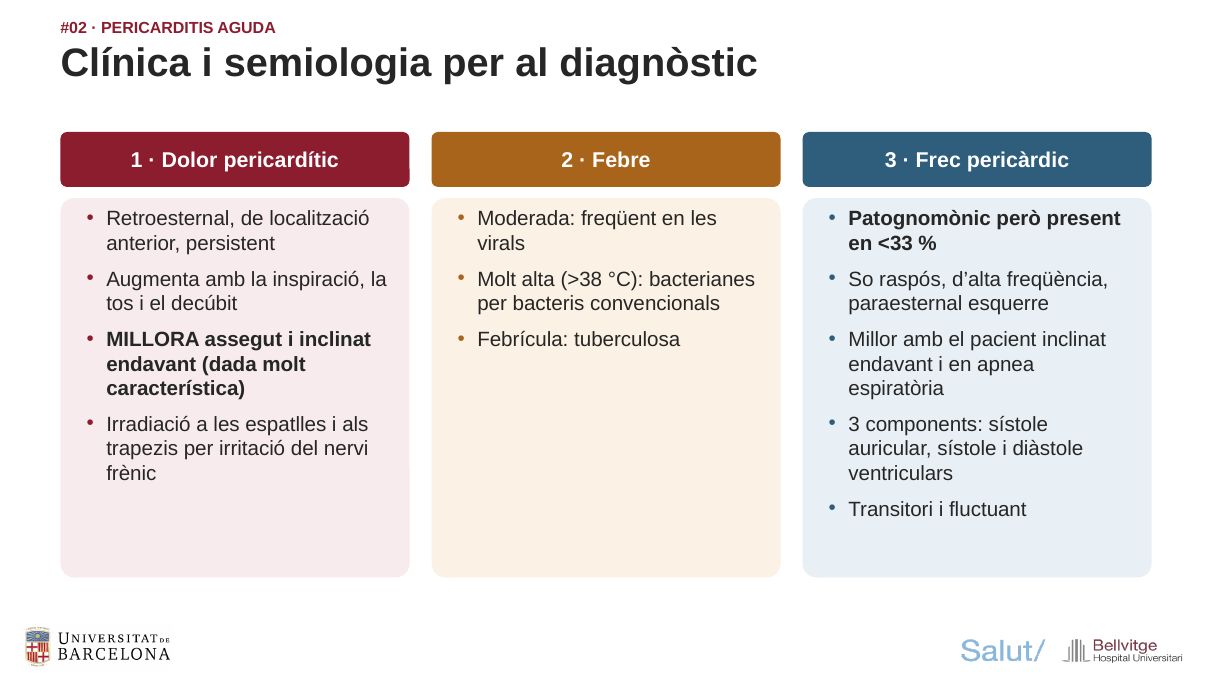 #02 · PERICARDITIS AGUDA
Clínica i semiologia per al diagnòstic
1 · Dolor pericardític
• Retroesternal, de localització
anterior, persistent
• Augmenta amb la inspiració, la
tos i el decúbit
• MILLORA assegut i inclinat
endavant (dada molt
característica)
• Irradiació a les espatlles i als
trapezis per irritació del nervi
frènic
2 · Febre
• Moderada: freqüent en les
virals
• Molt alta (>38 °C): bacterianes
per bacteris convencionals
• Febrícula: tuberculosa
3 · Frec pericàrdic
• Patognomònic però present
en <33 %
• So raspós, d’alta freqüència,
paraesternal esquerre
• Millor amb el pacient inclinat
endavant i en apnea
espiratòria
• 3 components: sístole
auricular, sístole i diàstole
ventriculars
• Transitori i fluctuant
UNIVERSITAT DE
BARCELONA
Salut/
Bellvitge
Hospital Universitari